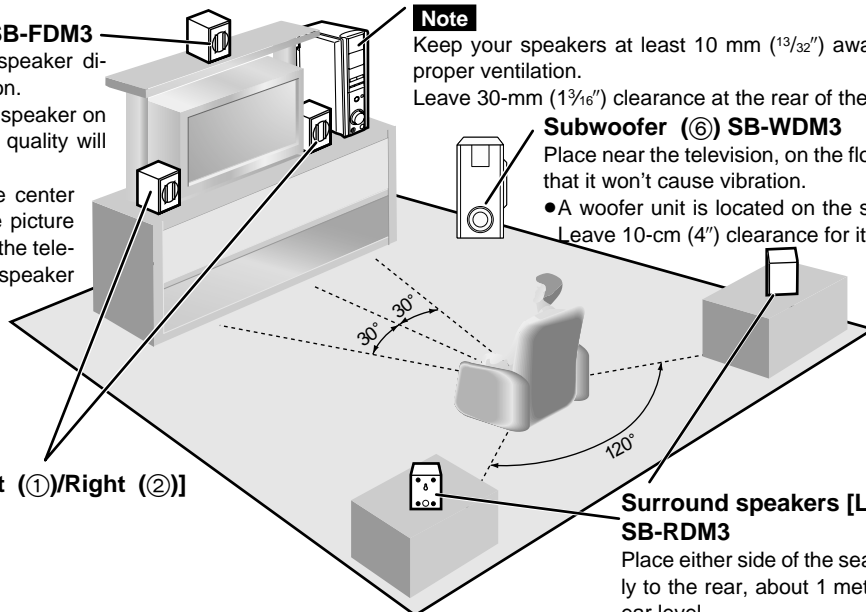 SB-FDM3
speaker di-
on.
speaker on
quality will
e center
e picture
the tele-
speaker
Note
Keep your speakers at least 10 mm (13/32″) awa
proper ventilation.
Leave 30-mm (1 3/16″) clearance at the rear of the
Subwoofer (⑥) SB-WDM3
Place near the television, on the flo
that it won't cause vibration.
●A woofer unit is located on the s
Leave 10-cm (4″) clearance for it
30°
30°
120°
t (①)/Right (②)]
Surround speakers [L
SB-RDM3
Place either side of the sea
ly to the rear, about 1 met
ear level